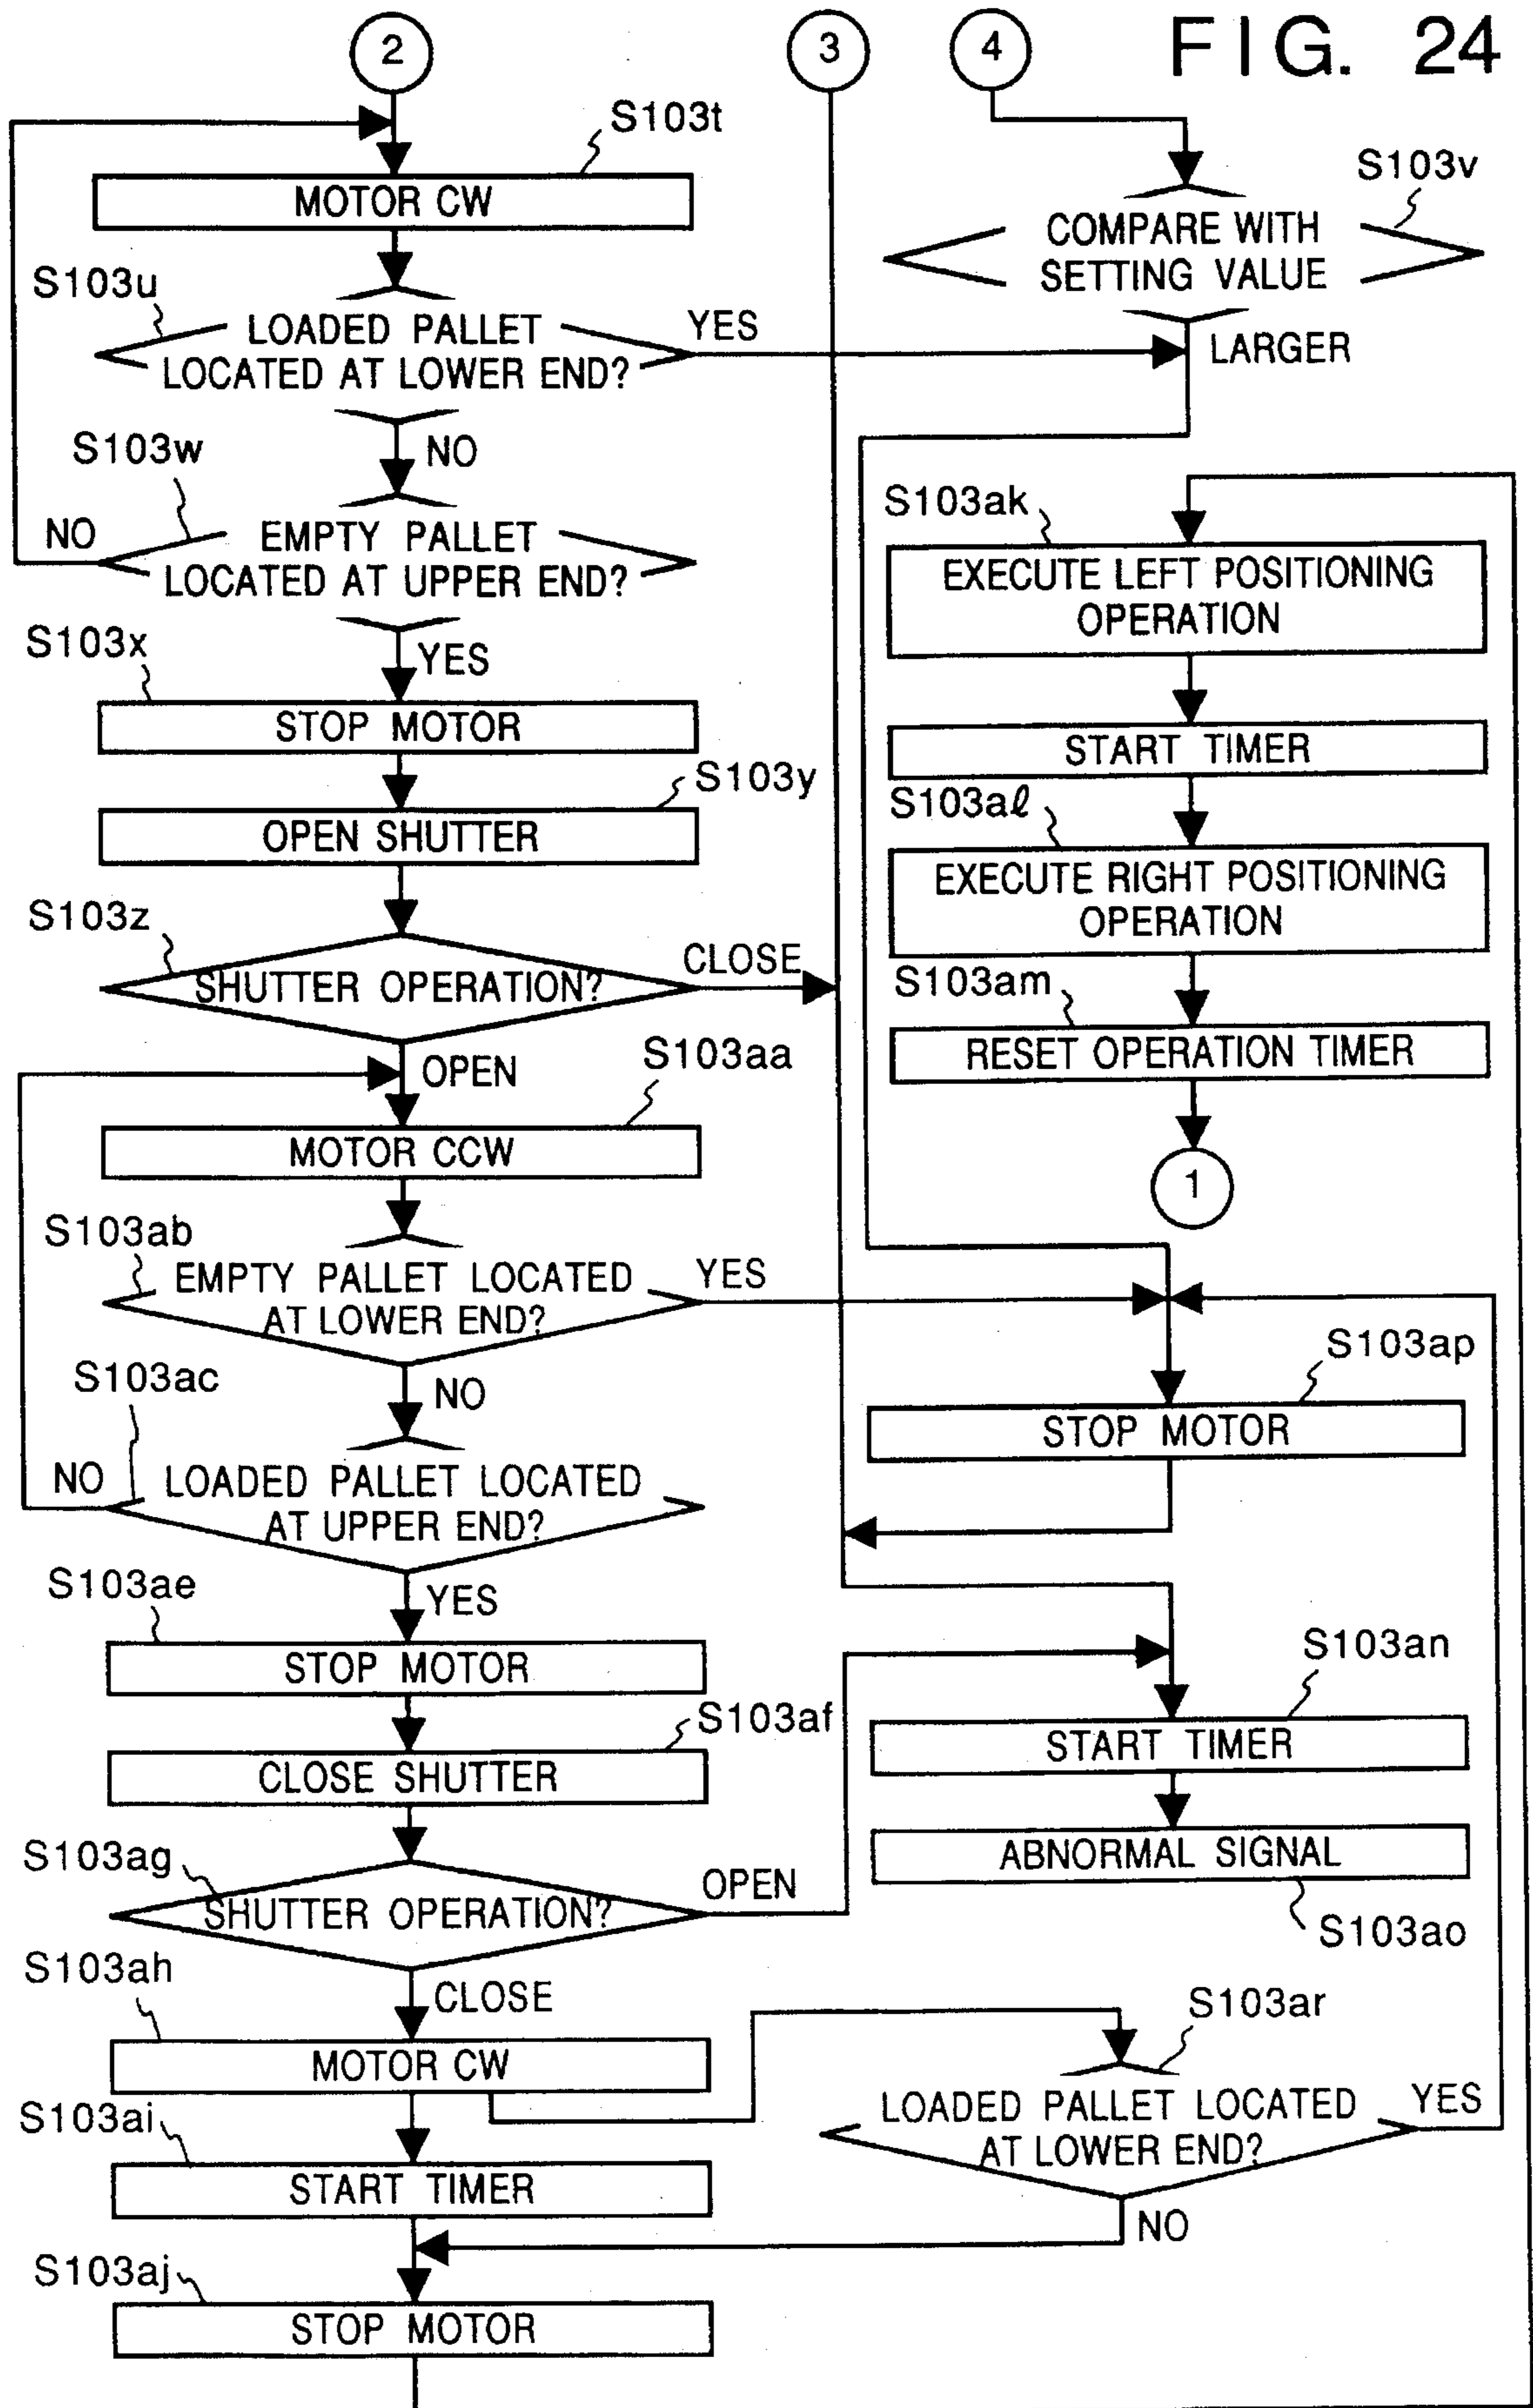 FIG. 24
2
3
4
S103t
MOTOR CW
S103u
LOADED PALLET
LOCATED AT LOWER END?
YES
NO
S103v
COMPARE WITH
SETTING VALUE
LARGER
S103w
EMPTY PALLET
LOCATED AT UPPER END?
NO
YES
S103x
STOP MOTOR
S103y
OPEN SHUTTER
S103z
SHUTTER OPERATION?
CLOSE
OPEN
S103aa
MOTOR CCW
S103ab
EMPTY PALLET LOCATED
AT LOWER END?
YES
NO
S103ac
LOADED PALLET LOCATED
AT UPPER END?
NO
YES
S103ae
STOP MOTOR
S103af
CLOSE SHUTTER
S103ag
SHUTTER OPERATION?
OPEN
CLOSE
S103ah
MOTOR CW
S103ai
START TIMER
S103aj
STOP MOTOR
S103ak
EXECUTE LEFT POSITIONING
OPERATION
START TIMER
S103aℓ
EXECUTE RIGHT POSITIONING
OPERATION
S103am
RESET OPERATION TIMER
1
S103ap
STOP MOTOR
S103an
START TIMER
ABNORMAL SIGNAL
S103ao
S103ar
LOADED PALLET LOCATED
AT LOWER END?
YES
NO